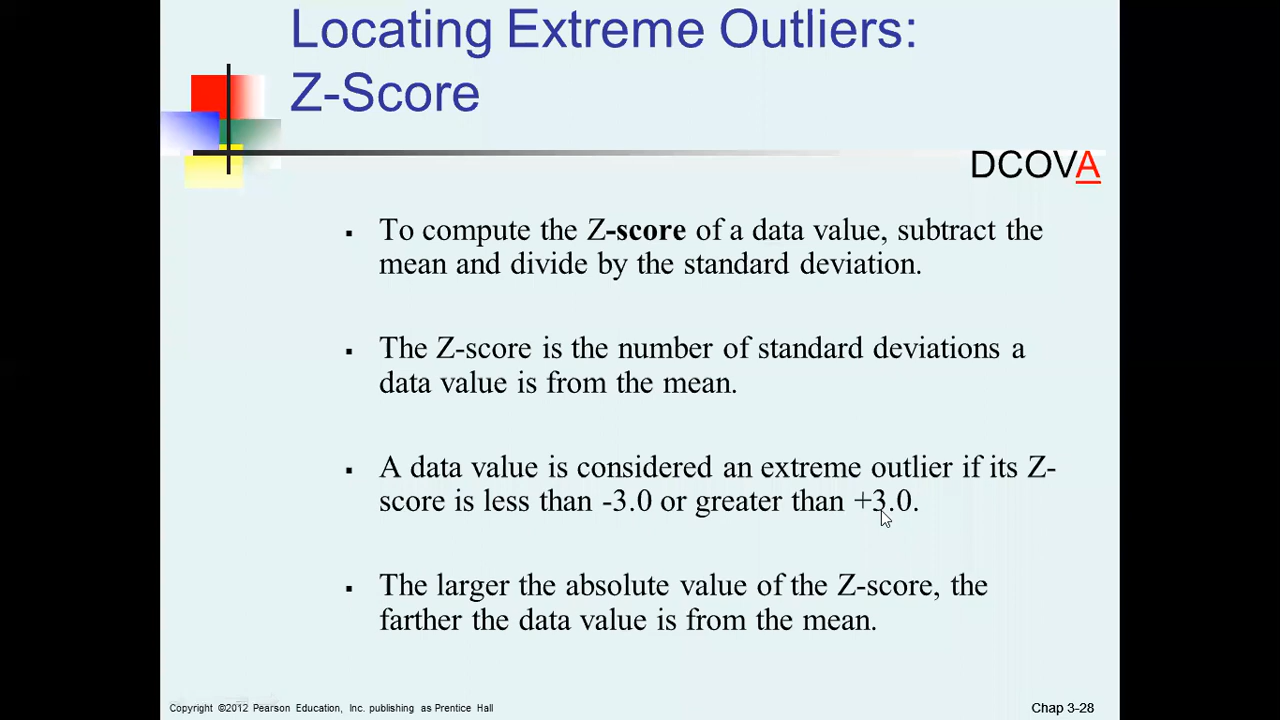 Locating Extreme Outliers:
Z-Score
DCOVA
▪ To compute the Z-score of a data value, subtract the
mean and divide by the standard deviation.
▪ The Z-score is the number of standard deviations a
data value is from the mean.
▪ A data value is considered an extreme outlier if its Z-
score is less than -3.0 or greater than +3.0.
▪ The larger the absolute value of the Z-score, the
farther the data value is from the mean.
Copyright ©2012 Pearson Education, Inc. publishing as Prentice Hall
Chap 3-28